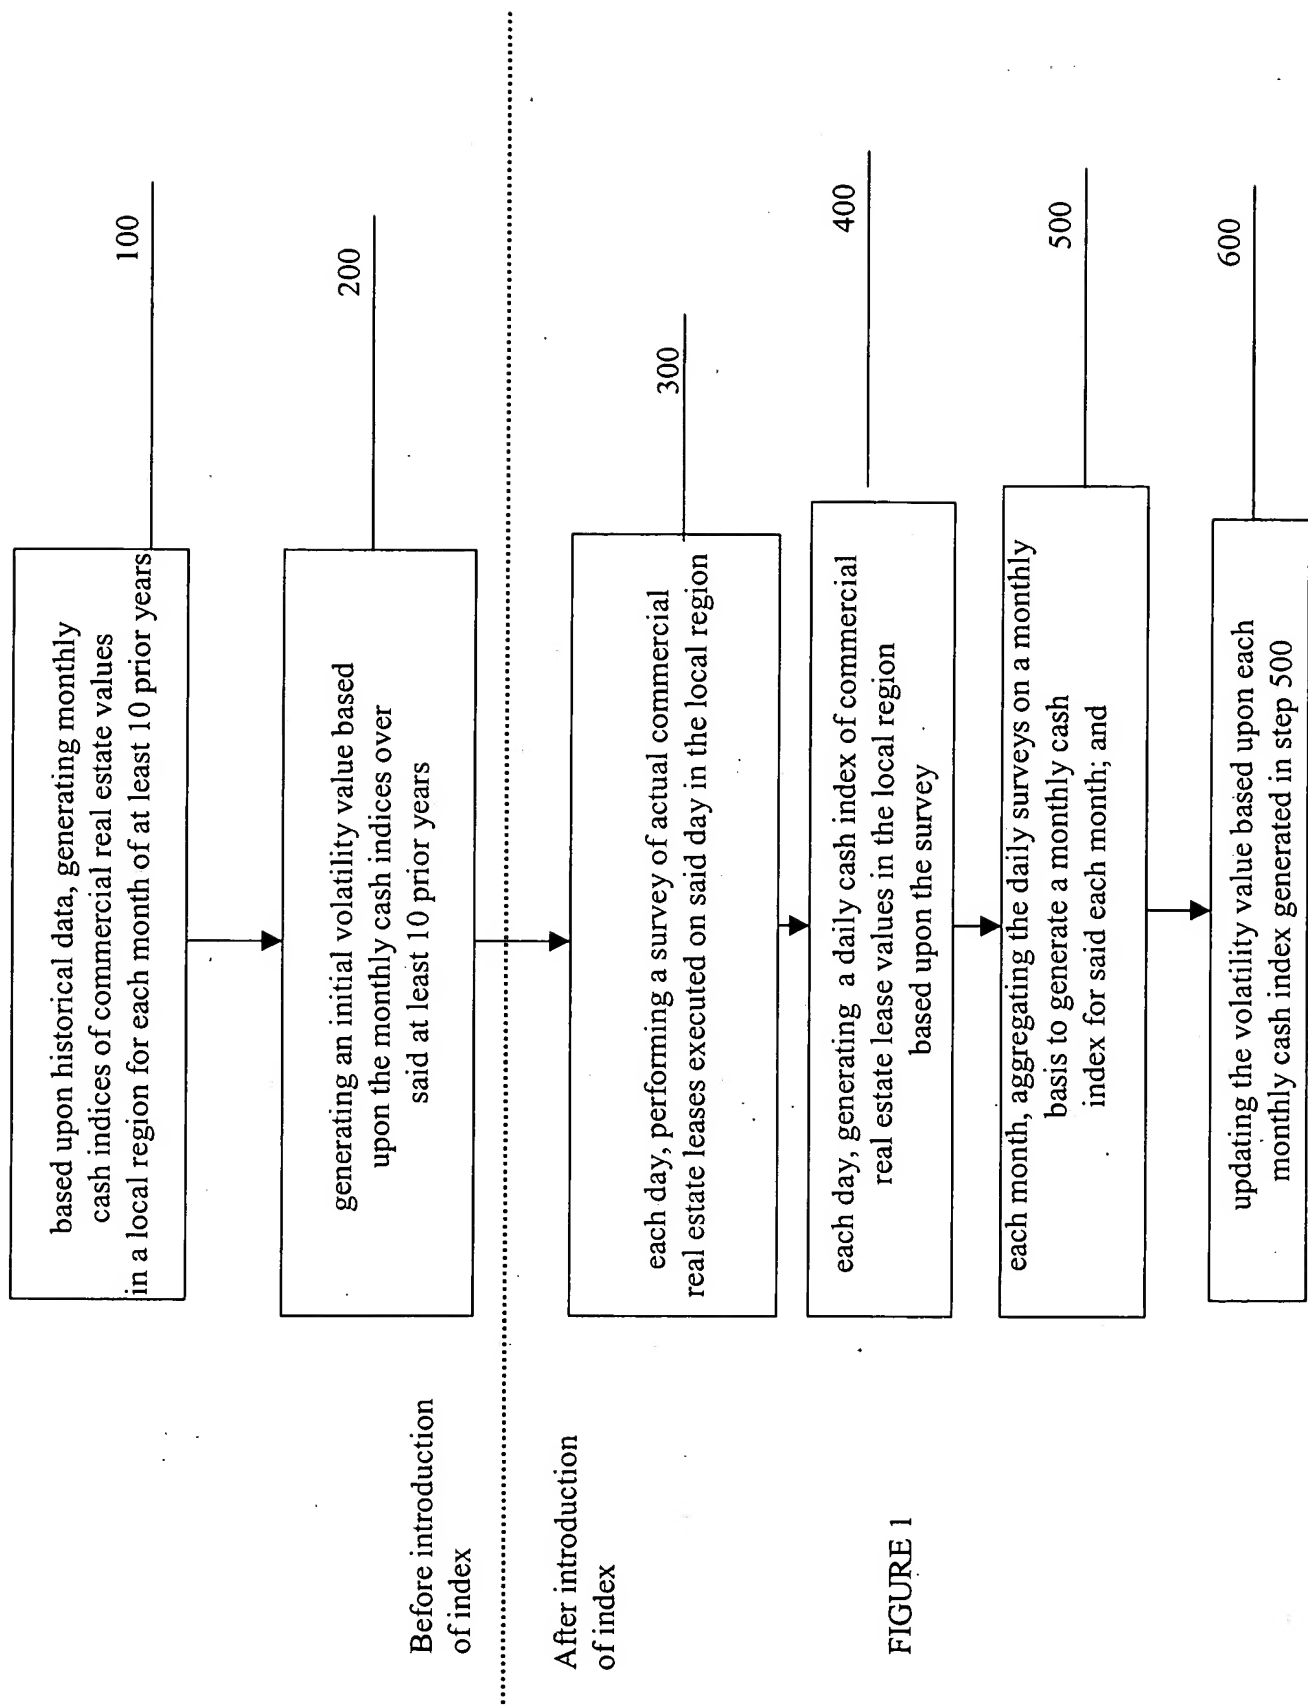 based upon historical data, generating monthly
cash indices of commercial real estate values
in a local region for each month of at least 10 prior years
100
generating an initial volatility value based
upon the monthly cash indices over
said at least 10 prior years
200
Before introduction
of index
After introduction
of index
each day, performing a survey of actual commercial
real estate leases executed on said day in the local region
300
each day, generating a daily cash index of commercial
real estate lease values in the local region
based upon the survey
400
each month, aggregating the daily surveys on a monthly
basis to generate a monthly cash
index for said each month; and
500
updating the volatility value based upon each
monthly cash index generated in step 500
600
FIGURE 1